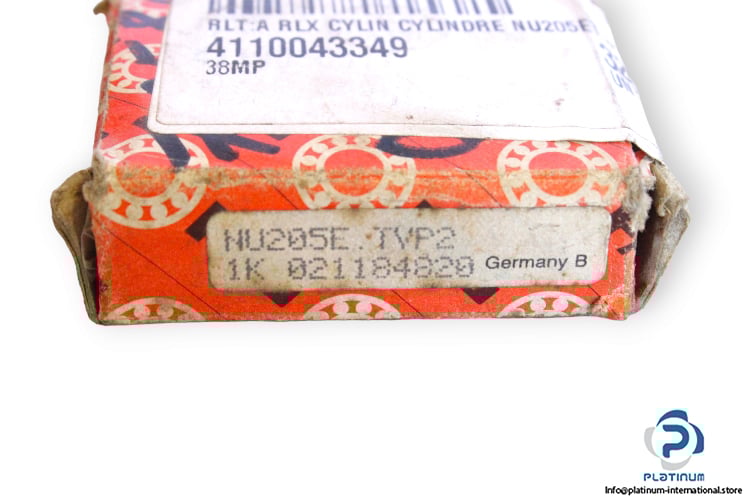 RLT:A RLX CYLIN CYLINDRE NU205E
4110043349
38MP
NU205E.TVP2
1K 021184820 Germany B
PLATINUM
Info@platinum-international.store